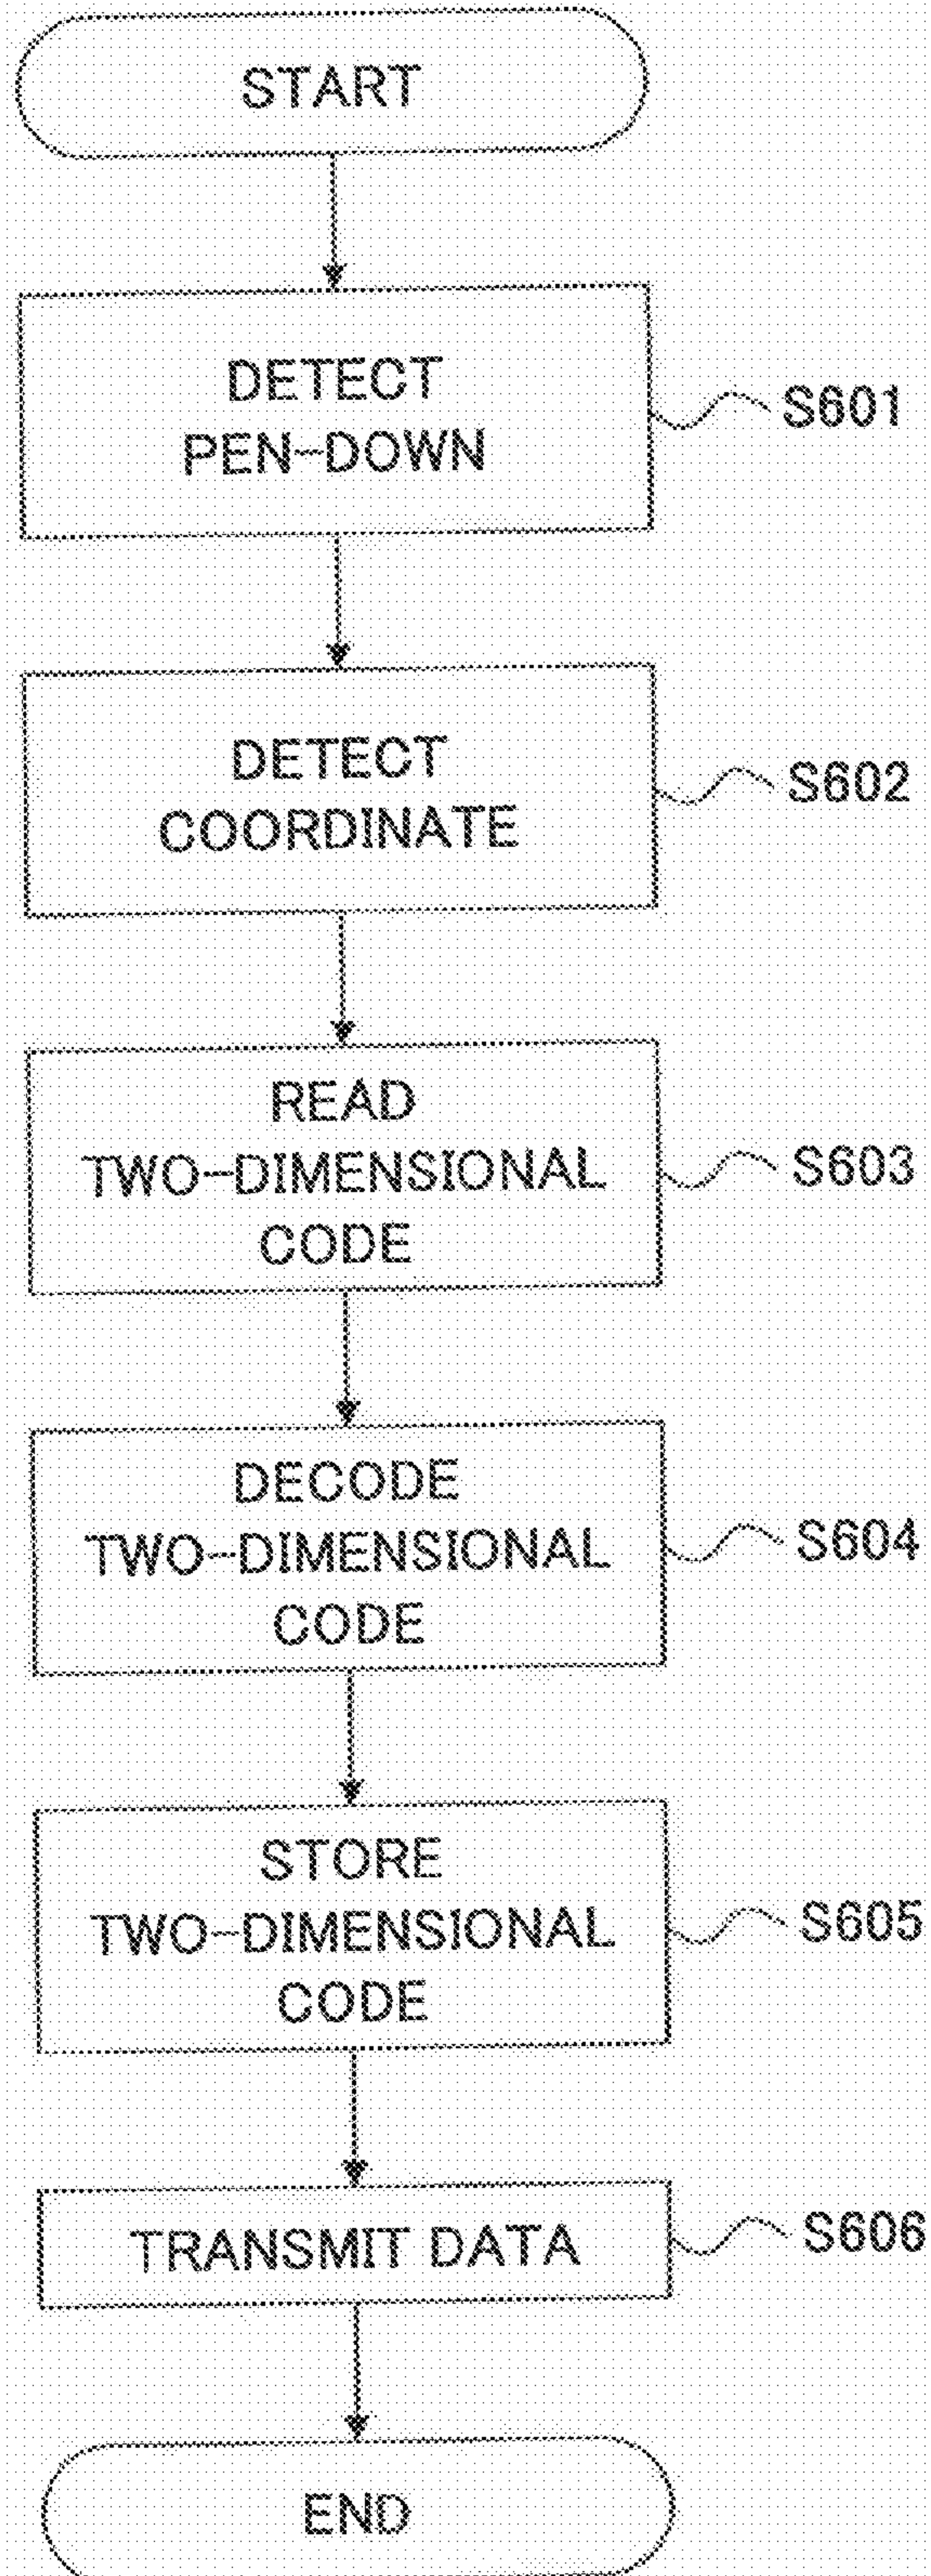 START
DETECT
PEN-DOWN
S601
DETECT
COORDINATE
S602
READ
TWO-DIMENSIONAL
CODE
S603
DECODE
TWO-DIMENSIONAL
CODE
S604
STORE
TWO-DIMENSIONAL
CODE
S605
TRANSMIT DATA
S606
END